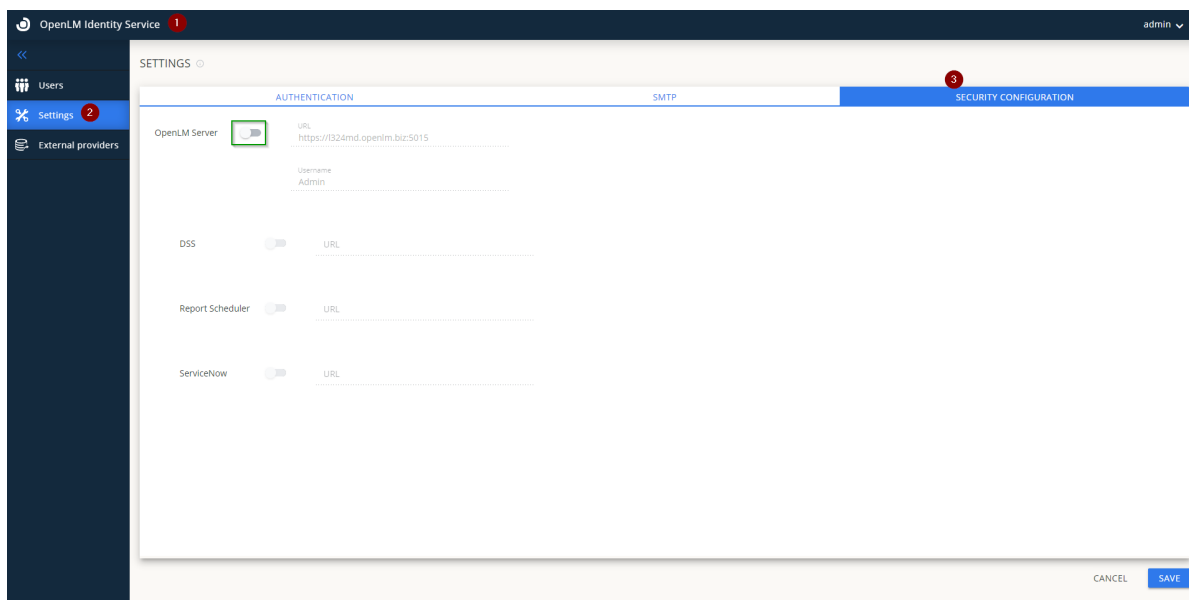 OpenLM Identity Service
1
admin
Users
Settings
2
External providers
SETTINGS
3
AUTHENTICATION
SMTP
SECURITY CONFIGURATION
OpenLM Server
URL
https://l324md.openlm.biz:5015
Username
Admin
DSS
URL
Report Scheduler
URL
ServiceNow
URL
CANCEL
SAVE